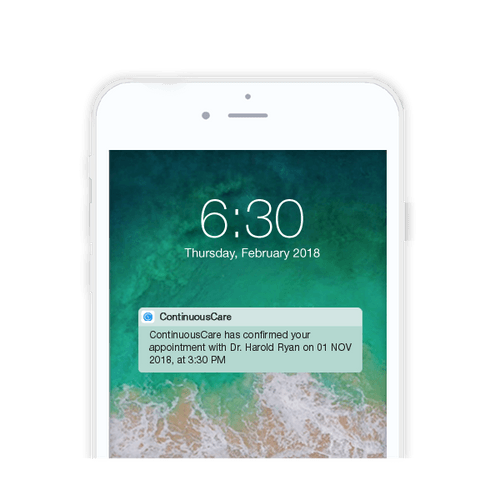 6:30
Thursday, February 2018
ContinuousCare
ContinuousCare has confirmed your
appointment with Dr. Harold Ryan on 01 NOV
2018, at 3:30 PM